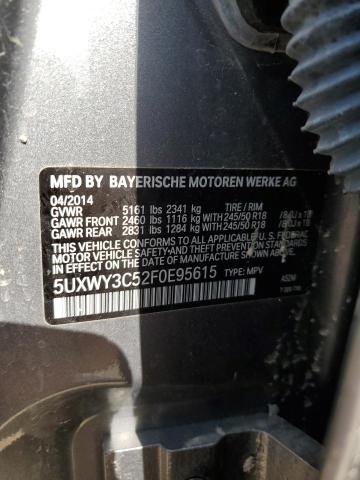 MFD BY BAYERISCHE MOTOREN WERKE AG
04/2014
GVWR 5161 lbs 2341 kg TIRE / RIM
GAWR FRONT 2460 lbs 1116 kg WITH 245/50 R18
GAWR REAR 2831 lbs 1284 kg WITH 245/50 R18
THIS VEHICLE CONFORMS TO ALL APPLICABLE U.S. FEDERAL
MOTOR VEHICLE SAFETY
THEFT PREVENTION STANDARDS IN EFFECT ON THE DATE OF
MANUFACTURE SHOWN ABOVE.
5UXWY3C52F0E95615 TYPE: MPV